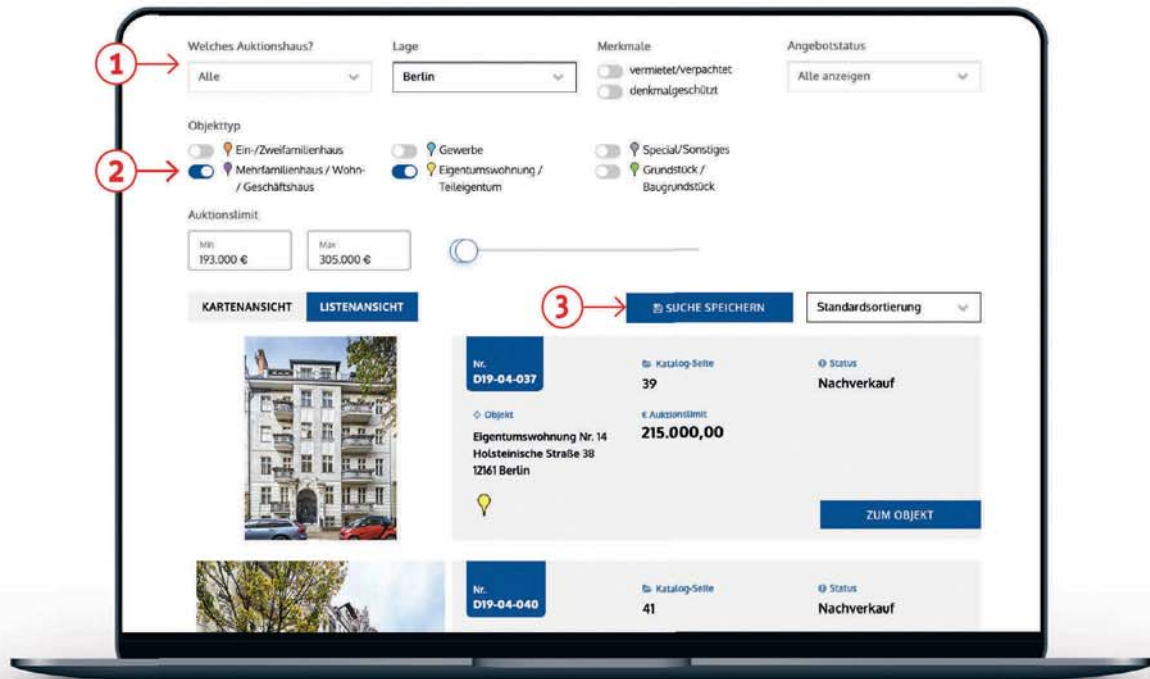 Welches Auktionshaus?
Lage
Merkmale
Angebotstatus
1
Alle
Berlin
vermietet/verpachtet
denkmalgeschützt
Alle anzeigen
Objekttyp
Ein-/Zweifamilienhaus
Gewerbe
Special/Sonstiges
2
Mehrfamilienhaus / Wohn-
/ Geschäftshaus
Eigentumswohnung /
Teileigentum
Grundstück /
Baugrundstück
Auktionslimit
Min
193.000 €
Max
305.000 €
KARTENANSICHT
LISTENANSICHT
3
SUCHE SPEICHERN
Standardsortierung
Nr.
D19-04-037
Katalog-Seite
39
Status
Nachverkauf
Objekt
Eigentumswohnung Nr. 14
Holsteinische Straße 38
12161 Berlin
€ Auktionslimit
215.000,00
ZUM OBJEKT
Nr.
D19-04-040
Katalog-Seite
41
Status
Nachverkauf